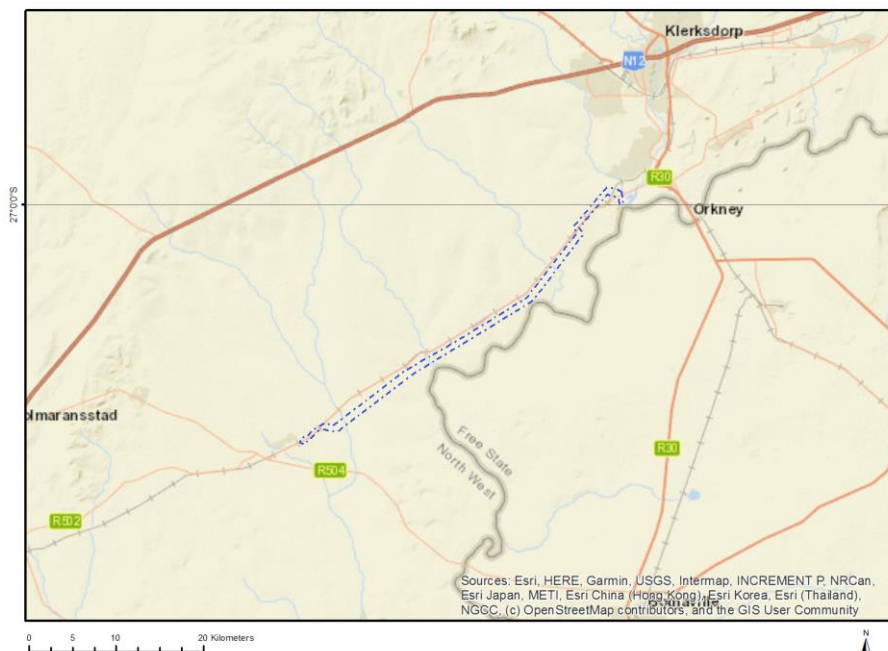 Klerksdorp
N12
R30
27°0'0"S
Orkney
olmaransstad
Free State
North West
R504
R30
R502
Sources: Esri, HERE, Garmin, USGS, Intermap, INCREMENT P, NRCan,
Esri Japan, METI, Esri China (Hong Kong), Esri Korea, Esri (Thailand),
NGCC, (c) OpenStreetMap contributors, and the GIS User Community
0 5 10 20 Kilometers
N